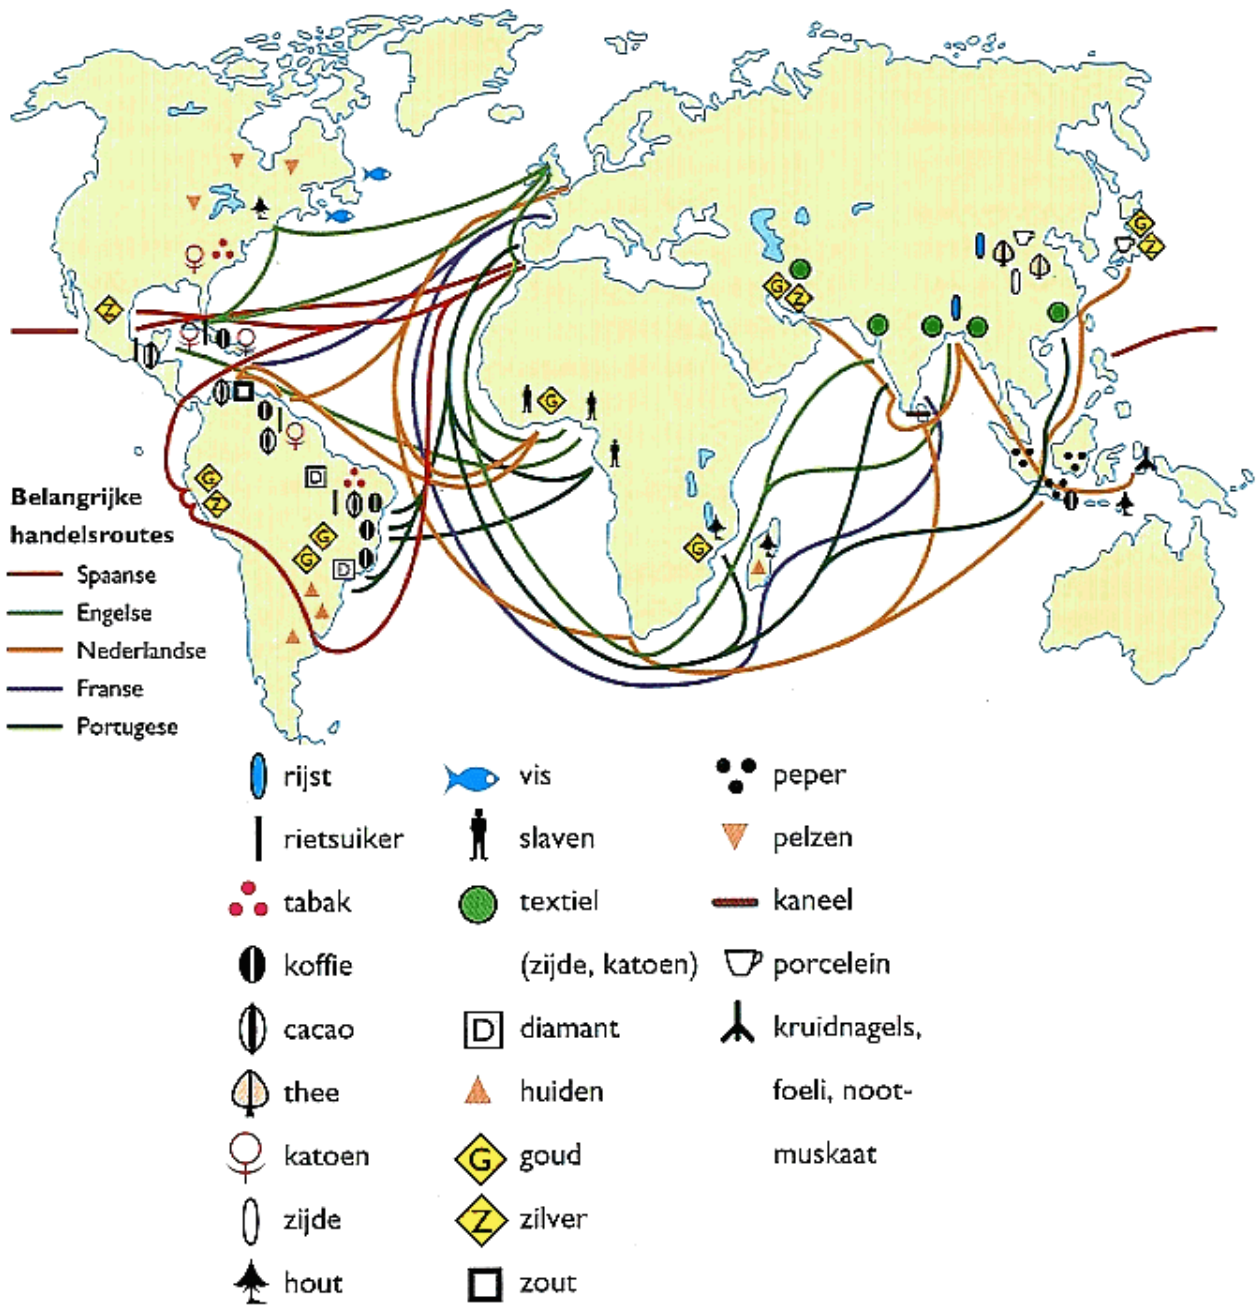 Z
G
Z
G
Z
G
D
G
Z
G
G
D
G
Belangrijke
handelsroutes
Spaanse
Engelse
Nederlandse
Franse
Portugese
rijst
rietsuiker
tabak
koffie
cacao
thee
katoen
zijde
hout
vis
slaven
textiel
(zijde, katoen)
D diamant
huiden
G goud
Z zilver
zout
peper
pelzen
kaneel
porcelein
kruidnagels,
foeli, noot-
muskaat